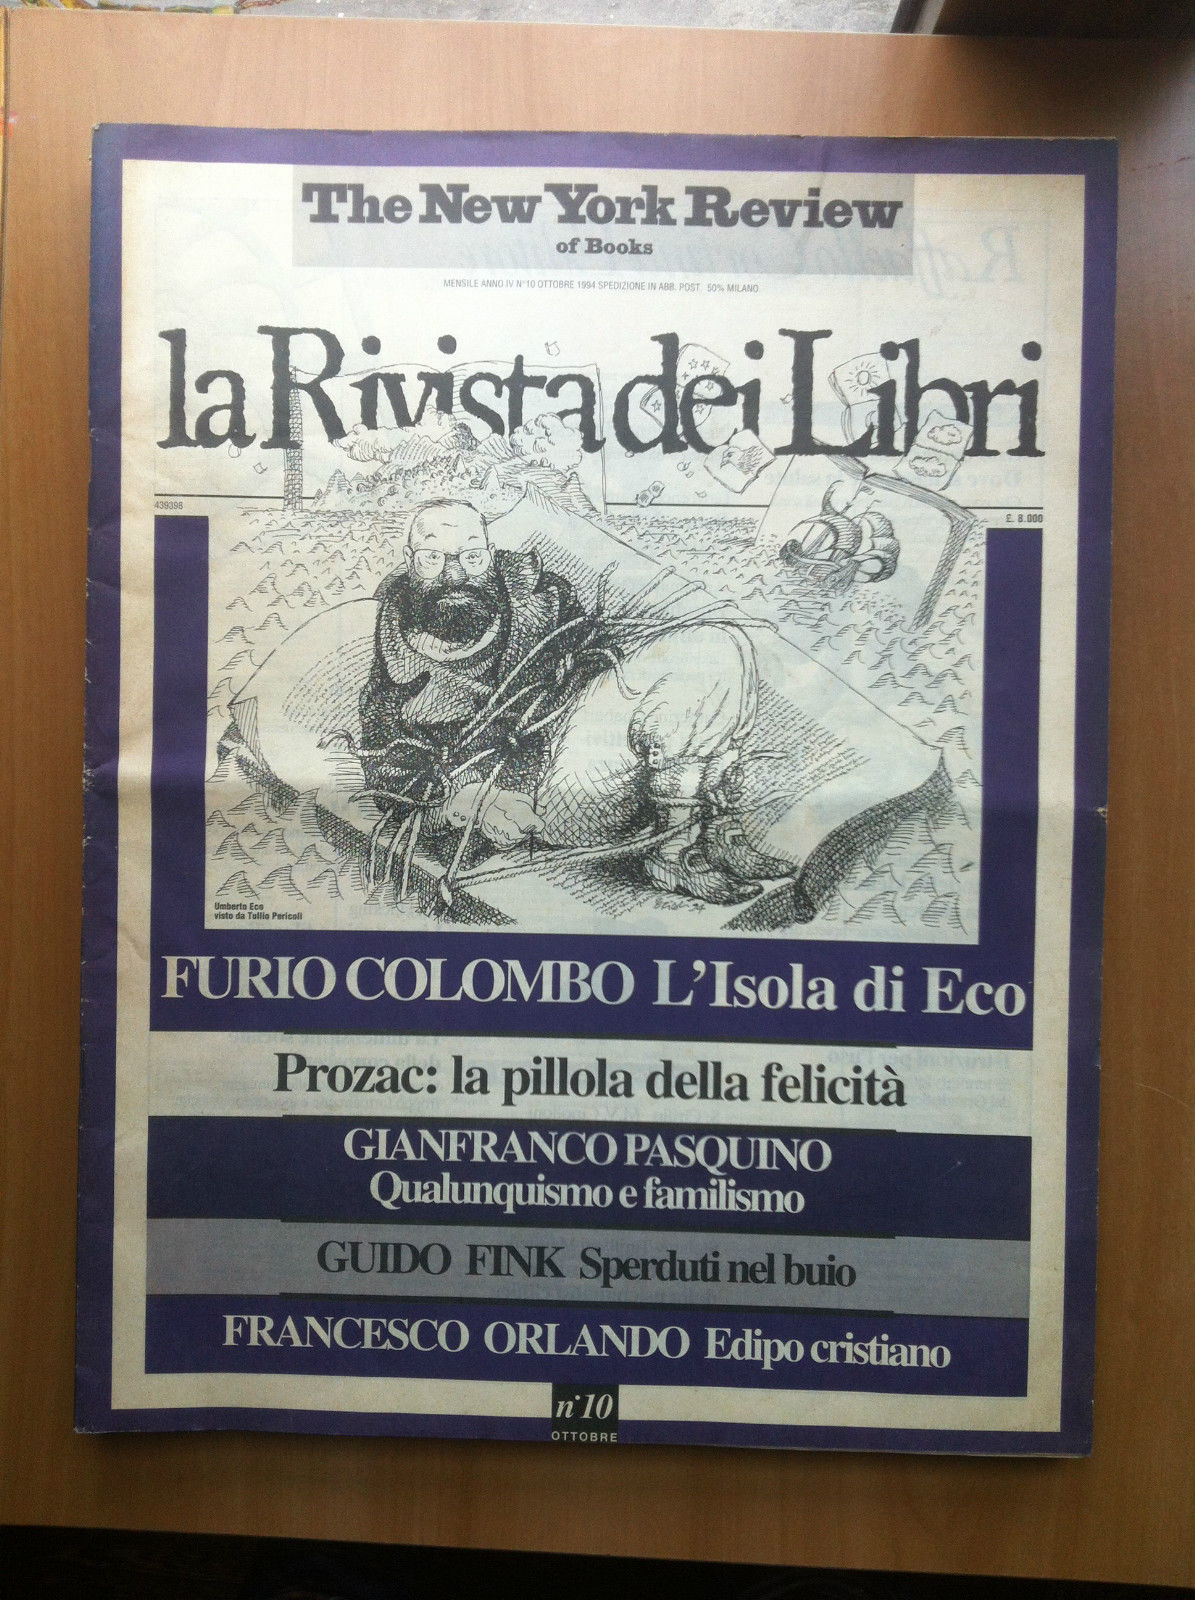 The New York Review
of Books
MENSILE ANNO IV N°10 OTTOBRE 1994 SPEDIZIONE IN ABB. POST. 50% MILANO
la Rivista dei Libri
439398
£. 8.000
Umberto Eco
visto da Tullio Pericoli
FURIO COLOMBO L'Isola di Eco
Prozac: la pillola della felicità
GIANFRANCO PASQUINO
Qualunquismo e familismo
GUIDO FINK Sperduti nel buio
FRANCESCO ORLANDO Edipo cristiano
n°10
OTTOBRE